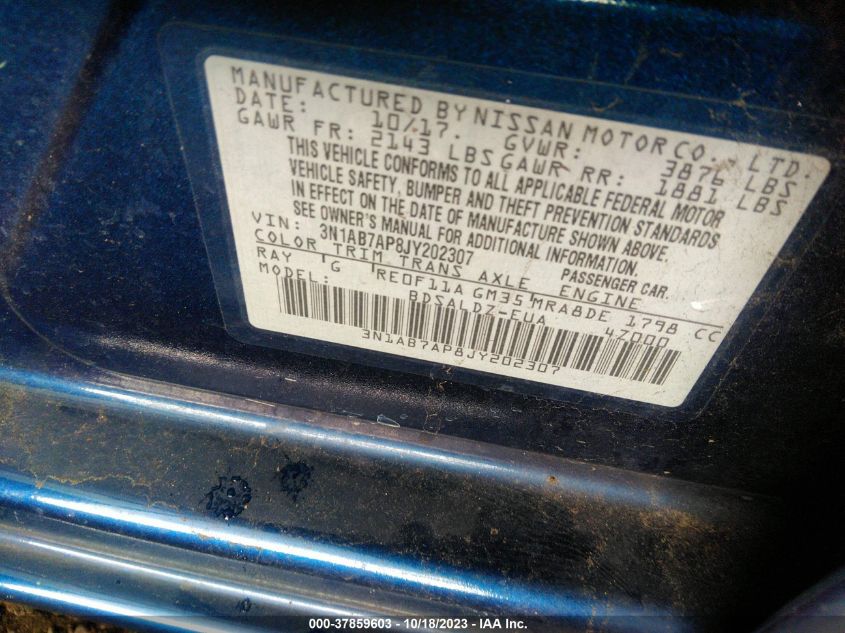 MANUFACTURED BY NISSAN MOTOR CO., LTD.
DATE: 10/17. GVWR: 3876 LBS
GAWR FR: 2143 LBS GAWR RR: 1881 LBS
THIS VEHICLE CONFORMS TO ALL APPLICABLE FEDERAL MOTOR
VEHICLE SAFETY, BUMPER AND THEFT PREVENTION STANDARDS
IN EFFECT ON THE DATE OF MANUFACTURE SHOWN ABOVE.
SEE OWNER'S MANUAL FOR ADDITIONAL INFORMATION.
VIN: 3N1AB7AP8JY202307 PASSENGER CAR.
COLOR TRIM TRANS AXLE ENGINE
RAY G RE0F11A GM35 MRA8DE 1798 CC
MODEL: BDSALDZ-EUA 47000
3N1AB7AP8JY202307
000-37859603 - 10/18/2023 - IAA Inc.